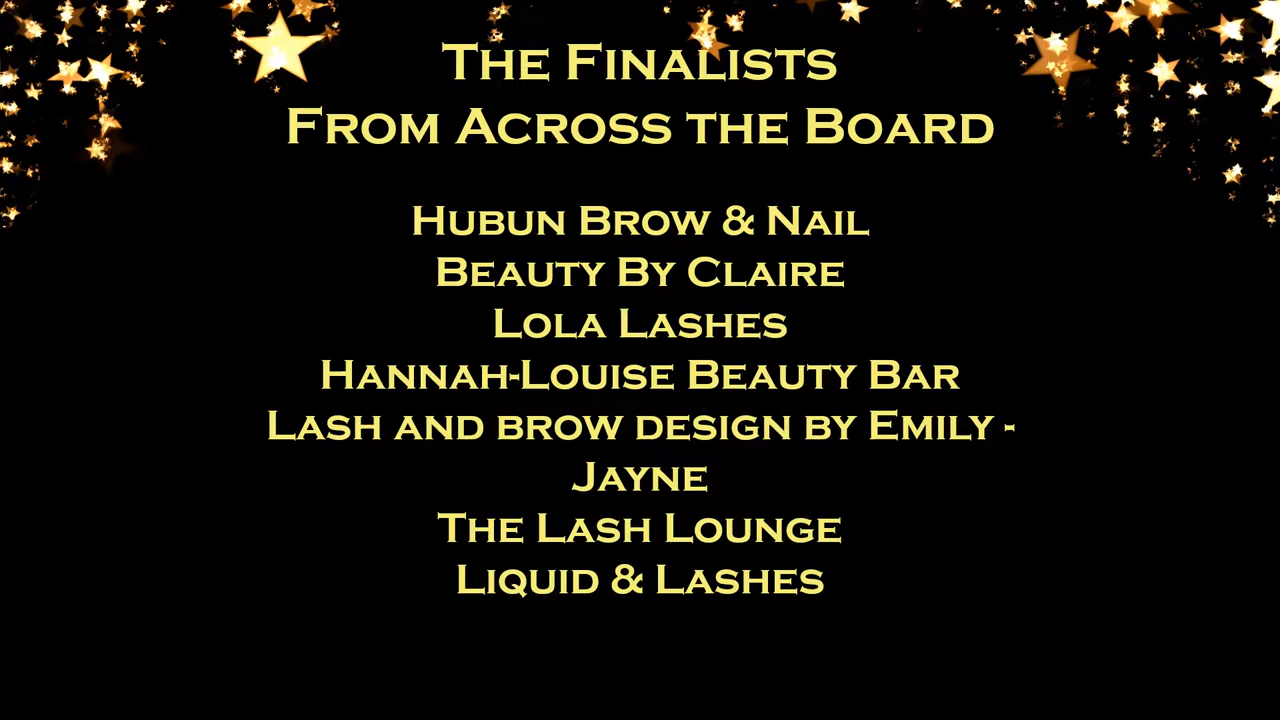 The Finalists
From Across the Board
Hubun Brow & Nail
Beauty By Claire
Lola Lashes
Hannah-Louise Beauty Bar
Lash and brow design by Emily -
Jayne
The Lash Lounge
Liquid & Lashes